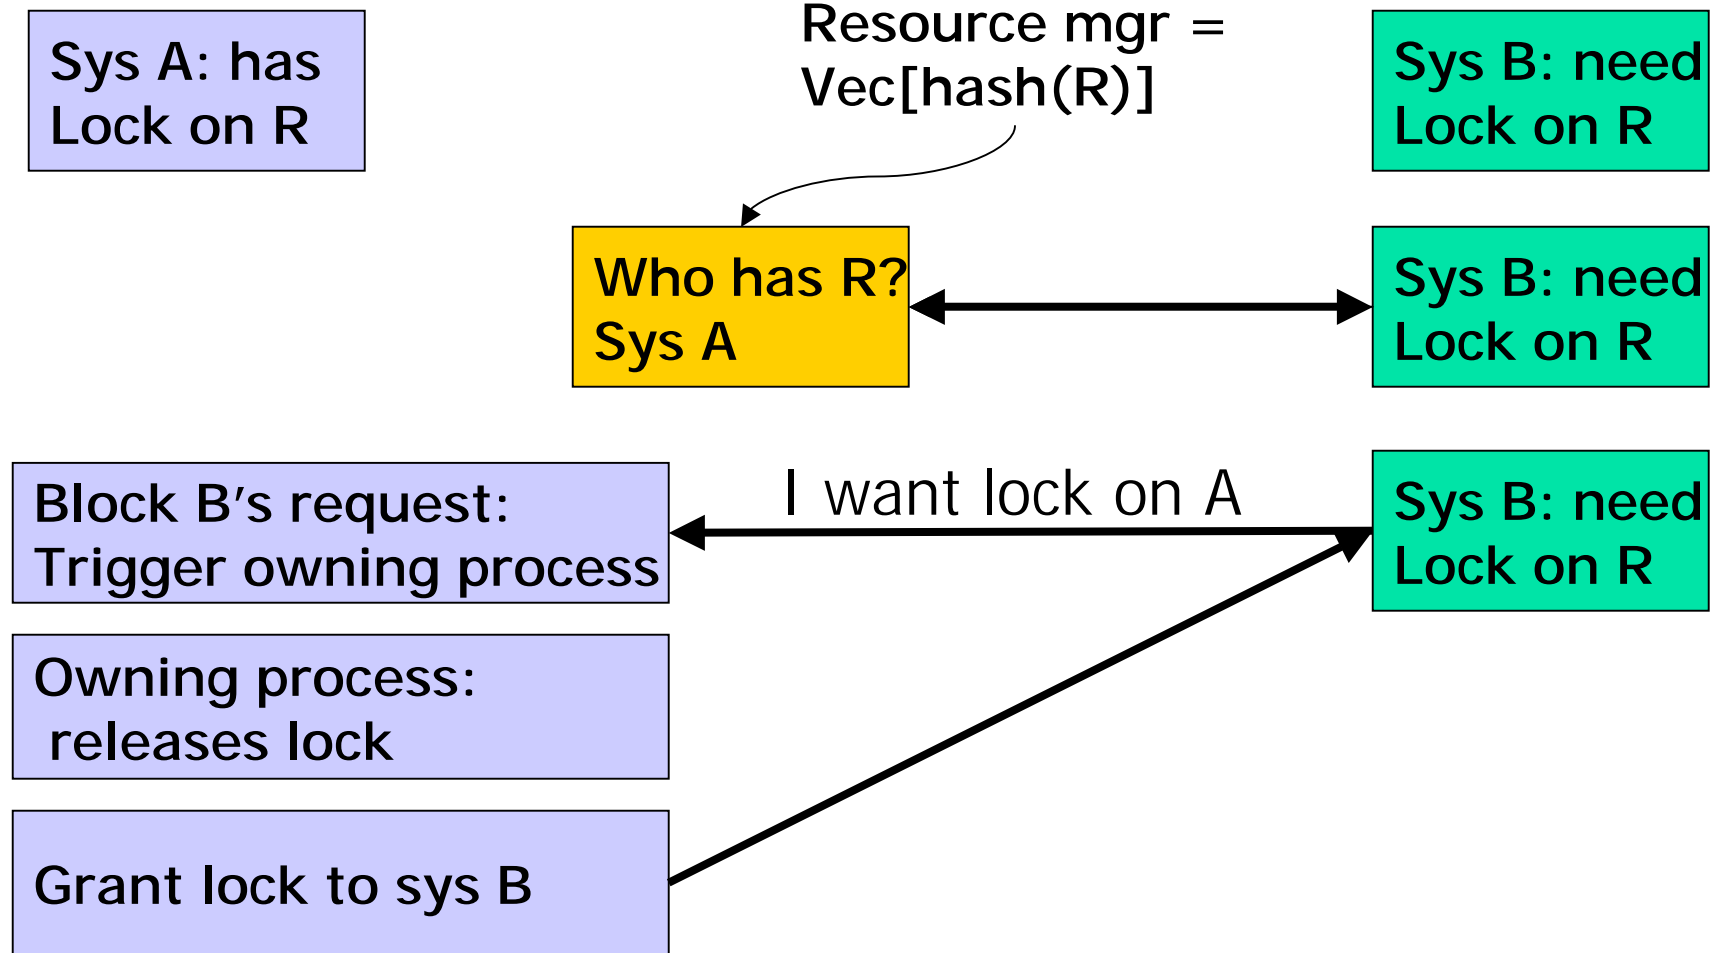 Sys A: has
Lock on R
Resource mgr =
Vec[hash(R)]
Sys B: need
Lock on R
Who has R?
Sys A
Sys B: need
Lock on R
Block B's request:
Trigger owning process
I want lock on A
Sys B: need
Lock on R
Owning process:
releases lock
Grant lock to sys B